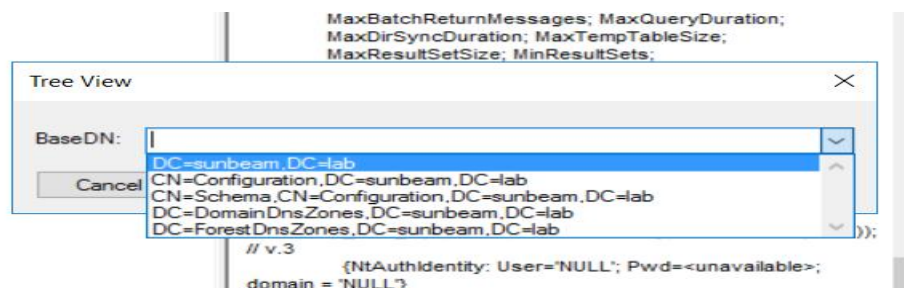 MaxBatchReturnMessages; MaxQueryDuration;
MaxDirSyncDuration; MaxTempTableSize;
MaxResultSetSize; MinResultSets;
Tree View
BaseDN:
DC=sunbeam,DC=lab
Cancel
CN=Configuration,DC=sunbeam,DC=lab
CN=Schema,CN=Configuration,DC=sunbeam,DC=lab
DC=DomainDnsZones,DC=sunbeam,DC=lab
DC=ForestDnsZones,DC=sunbeam,DC=lab
));
// v.3
{NtAuthIdentity: User="NULL"; Pwd=<unavailable>;
domain = "NULL"}